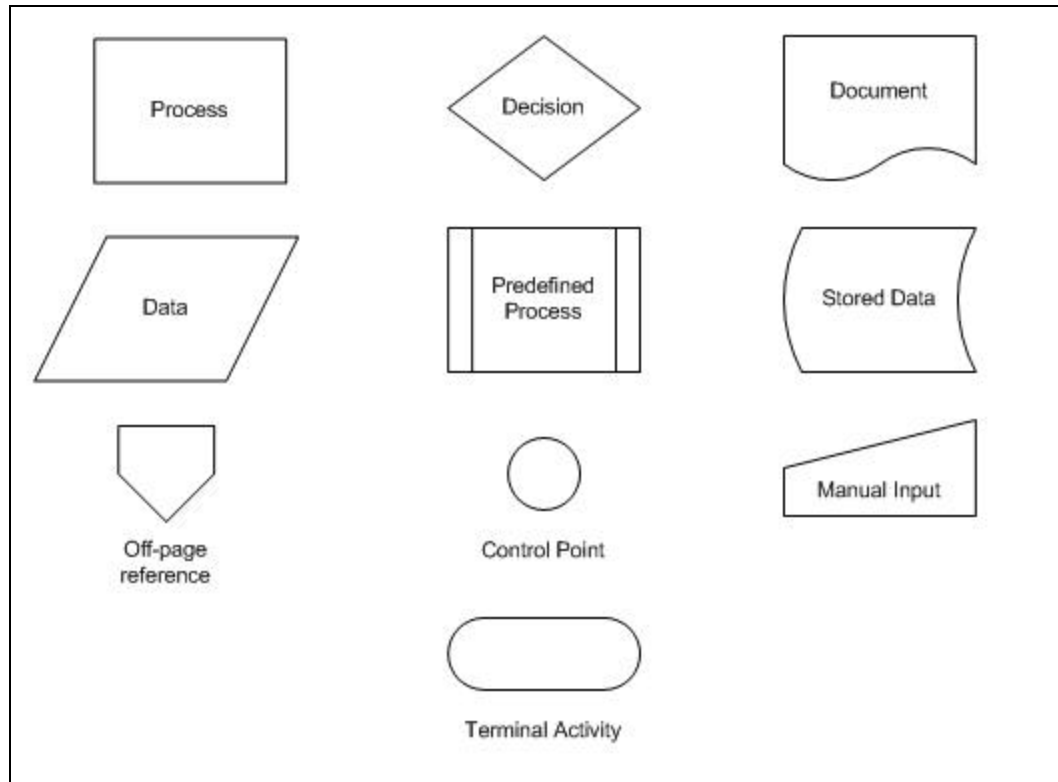 Process
Decision
Document
Data
Predefined
Process
Stored Data
Manual Input
Off-page
reference
Control Point
Terminal Activity